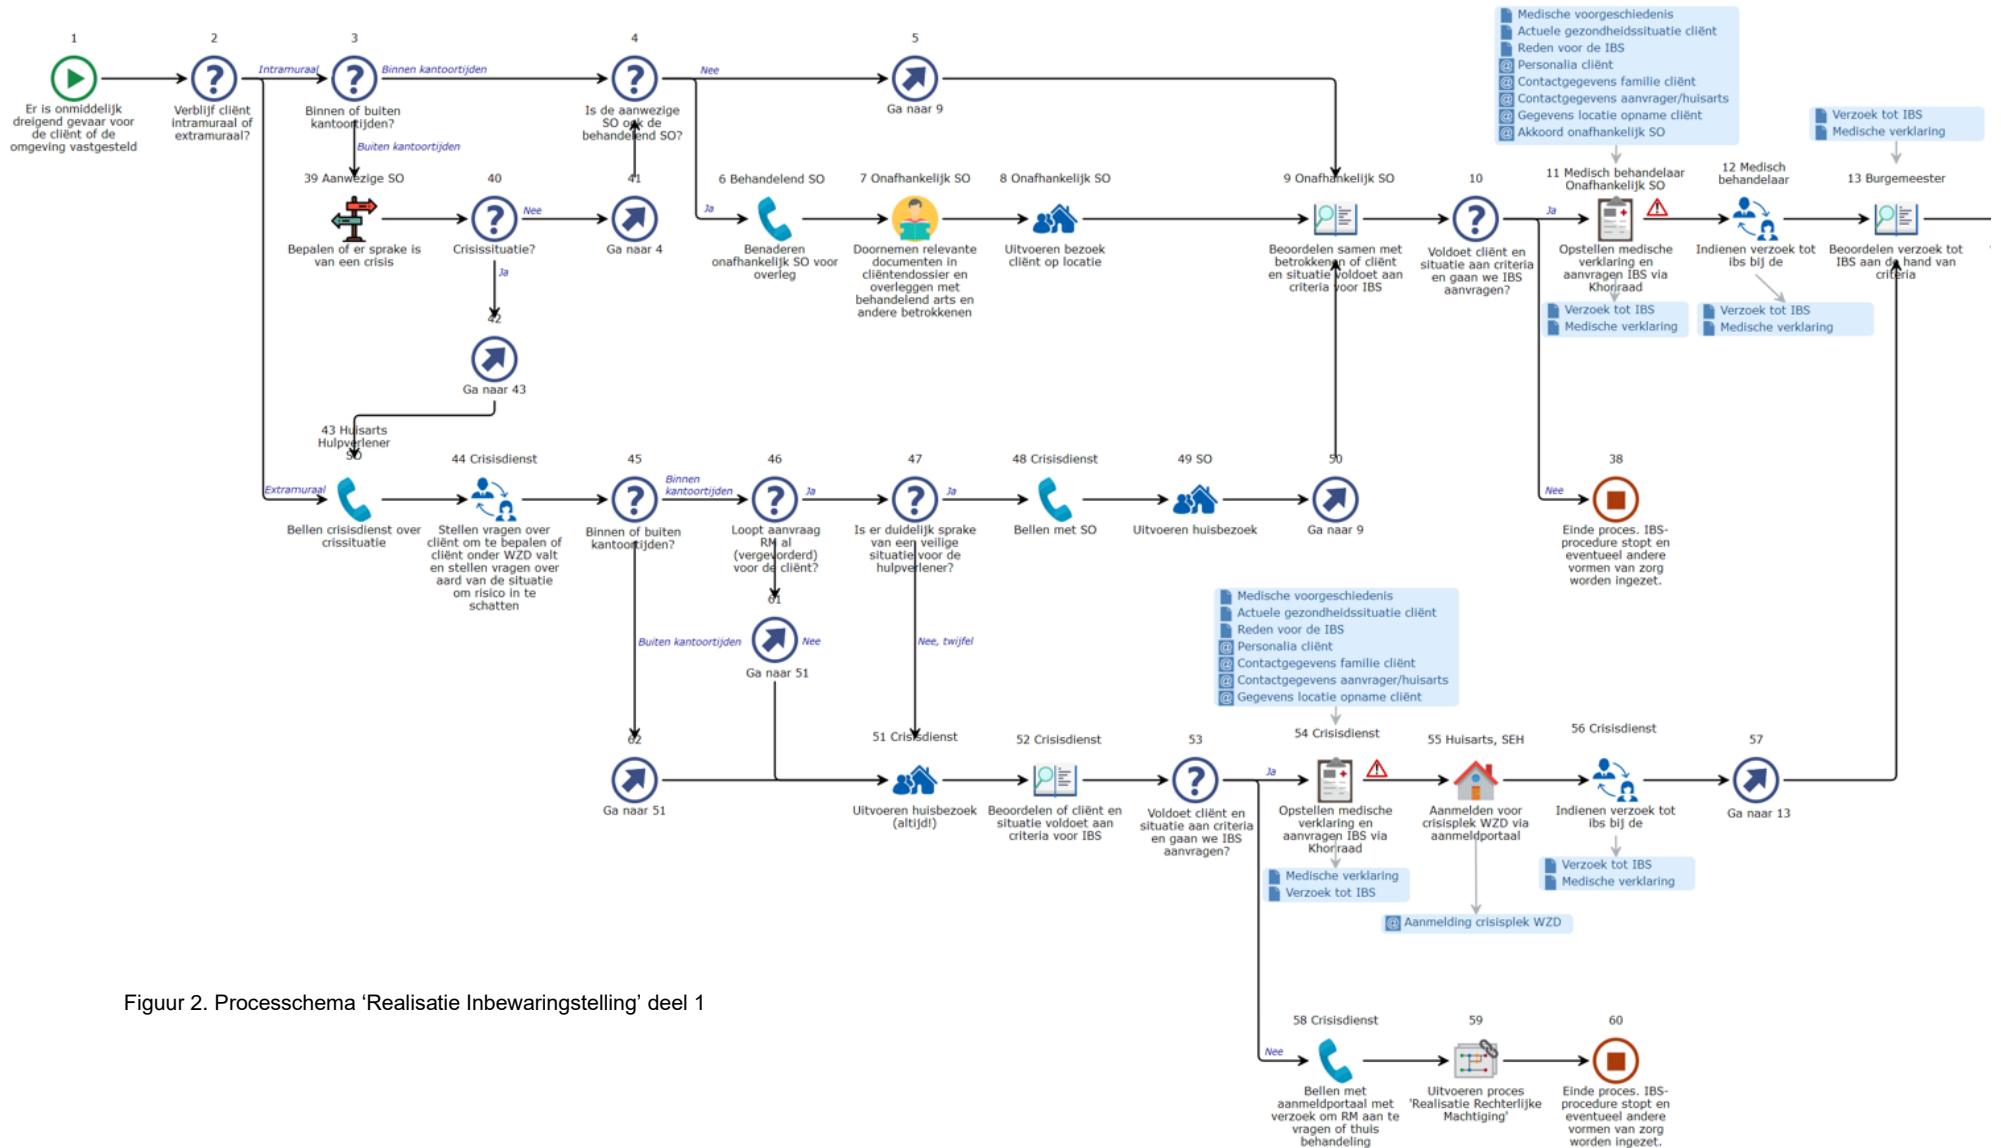 1
Er is onmiddelijk
dreigend gevaar voor
de cliënt of de
omgeving vastgesteld
2
Verblijf cliënt
intramuraal of
extramuraal?
Intramuraal
3
Binnen of buiten
kantoortijden?
Binnen kantoortijden
Buiten kantoortijden
4
Is de aanwezige
SO ook de
behandelend SO?
Nee
Ja
5
Ga naar 9
39 Aanwezige SO
Bepalen of er sprake is
van een crisis
40
Crisissituatie?
Nee
Ja
41
Ga naar 4
6 Behandelend SO
Benaderen
onafhankelijk SO voor
overleg
7 Onafhankelijk SO
Doornemen relevante
documenten in
cliëntendossier en
overleggen met
behandelend arts en
andere betrokkenen
8 Onafhankelijk SO
Uitvoeren bezoek
cliënt op locatie
9 Onafhankelijk SO
Beoordelen samen met
betrokkenen of cliënt
en situatie voldoet aan
criteria voor IBS
10
Voldoet cliënt en
situatie aan criteria
en gaan we IBS
aanvragen?
Ja
Nee
Medische voorgeschiedenis
Actuele gezondheidssituatie cliënt
Reden voor de IBS
Personalia cliënt
Contactgegevens familie cliënt
Contactgegevens aanvrager/huisarts
Gegevens locatie opname cliënt
Akkoord onafhankelijk SO
11 Medisch behandelaar
Onafhankelijk SO
Opstellen medische
verklaring en
aanvragen IBS via
Khonraad
Verzoek tot IBS
Medische verklaring
12 Medisch
behandelaar
Indienen verzoek tot
ibs bij de
Verzoek tot IBS
Medische verklaring
Verzoek tot IBS
Medische verklaring
13 Burgemeester
Beoordelen verzoek tot
IBS aan de hand van
criteria
42
Ga naar 43
43 Huisarts
Hulpverlener
SO
Extramuraal
Bellen crisisdienst over
crissituatie
44 Crisisdienst
Stellen vragen over
cliënt om te bepalen of
cliënt onder WZD valt
en stellen vragen over
aard van de situatie
om risico in te
schatten
45
Binnen of buiten
kantoortijden?
Binnen
kantoortijden
Buiten kantoortijden
46
Loopt aanvraag
RM al
(vergevorderd)
voor de cliënt?
Ja
47
Is er duidelijk sprake
van een veilige
situatie voor de
hulpverlener?
Ja
Nee, twijfel
48 Crisisdienst
Bellen met SO
49 SO
Uitvoeren huisbezoek
50
Ga naar 9
38
Einde proces. IBS-
procedure stopt en
eventueel andere
vormen van zorg
worden ingezet.
61
Nee
Ga naar 51
62
Ga naar 51
51 Crisisdienst
Uitvoeren huisbezoek
(altijd!)
52 Crisisdienst
Beoordelen of cliënt en
situatie voldoet aan
criteria voor IBS
53
Voldoet cliënt en
situatie aan criteria
en gaan we IBS
aanvragen?
Ja
Nee
Medische voorgeschiedenis
Actuele gezondheidssituatie cliënt
Reden voor de IBS
Personalia cliënt
Contactgegevens familie cliënt
Contactgegevens aanvrager/huisarts
Gegevens locatie opname cliënt
54 Crisisdienst
Opstellen medische
verklaring en
aanvragen IBS via
Khonraad
Medische verklaring
Verzoek tot IBS
55 Huisarts, SEH
Aanmelden voor
crisisplek WZD via
aanmeldportaal
Aanmelding crisisplek WZD
56 Crisisdienst
Indienen verzoek tot
ibs bij de
Verzoek tot IBS
Medische verklaring
57
Ga naar 13
58 Crisisdienst
Bellen met
aanmeldportaal met
verzoek om RM aan te
vragen of thuis
behandeling
59
Uitvoeren proces
'Realisatie Rechterlijke
Machtiging'
60
Einde proces. IBS-
procedure stopt en
eventueel andere
vormen van zorg
worden ingezet.
Figuur 2. Processchema ‘Realisatie Inbewaringstelling’ deel 1